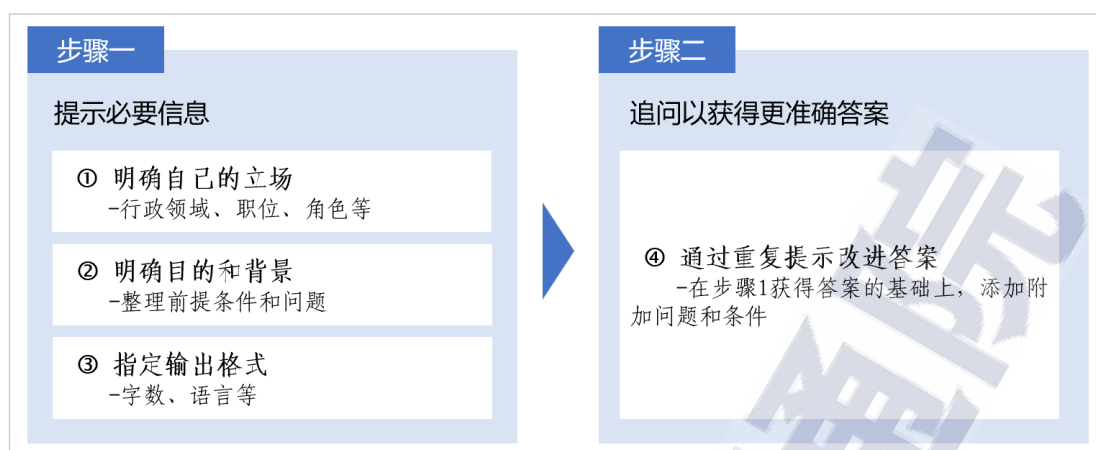 步骤一
提示必要信息
① 明确自己的立场
-行政领域、职位、角色等
② 明确目的和背景
-整理前提条件和问题
③ 指定输出格式
-字数、语言等
步骤二
追问以获得更准确答案
④ 通过重复提示改进答案
-在步骤1获得答案的基础上，添加附
加问题和条件